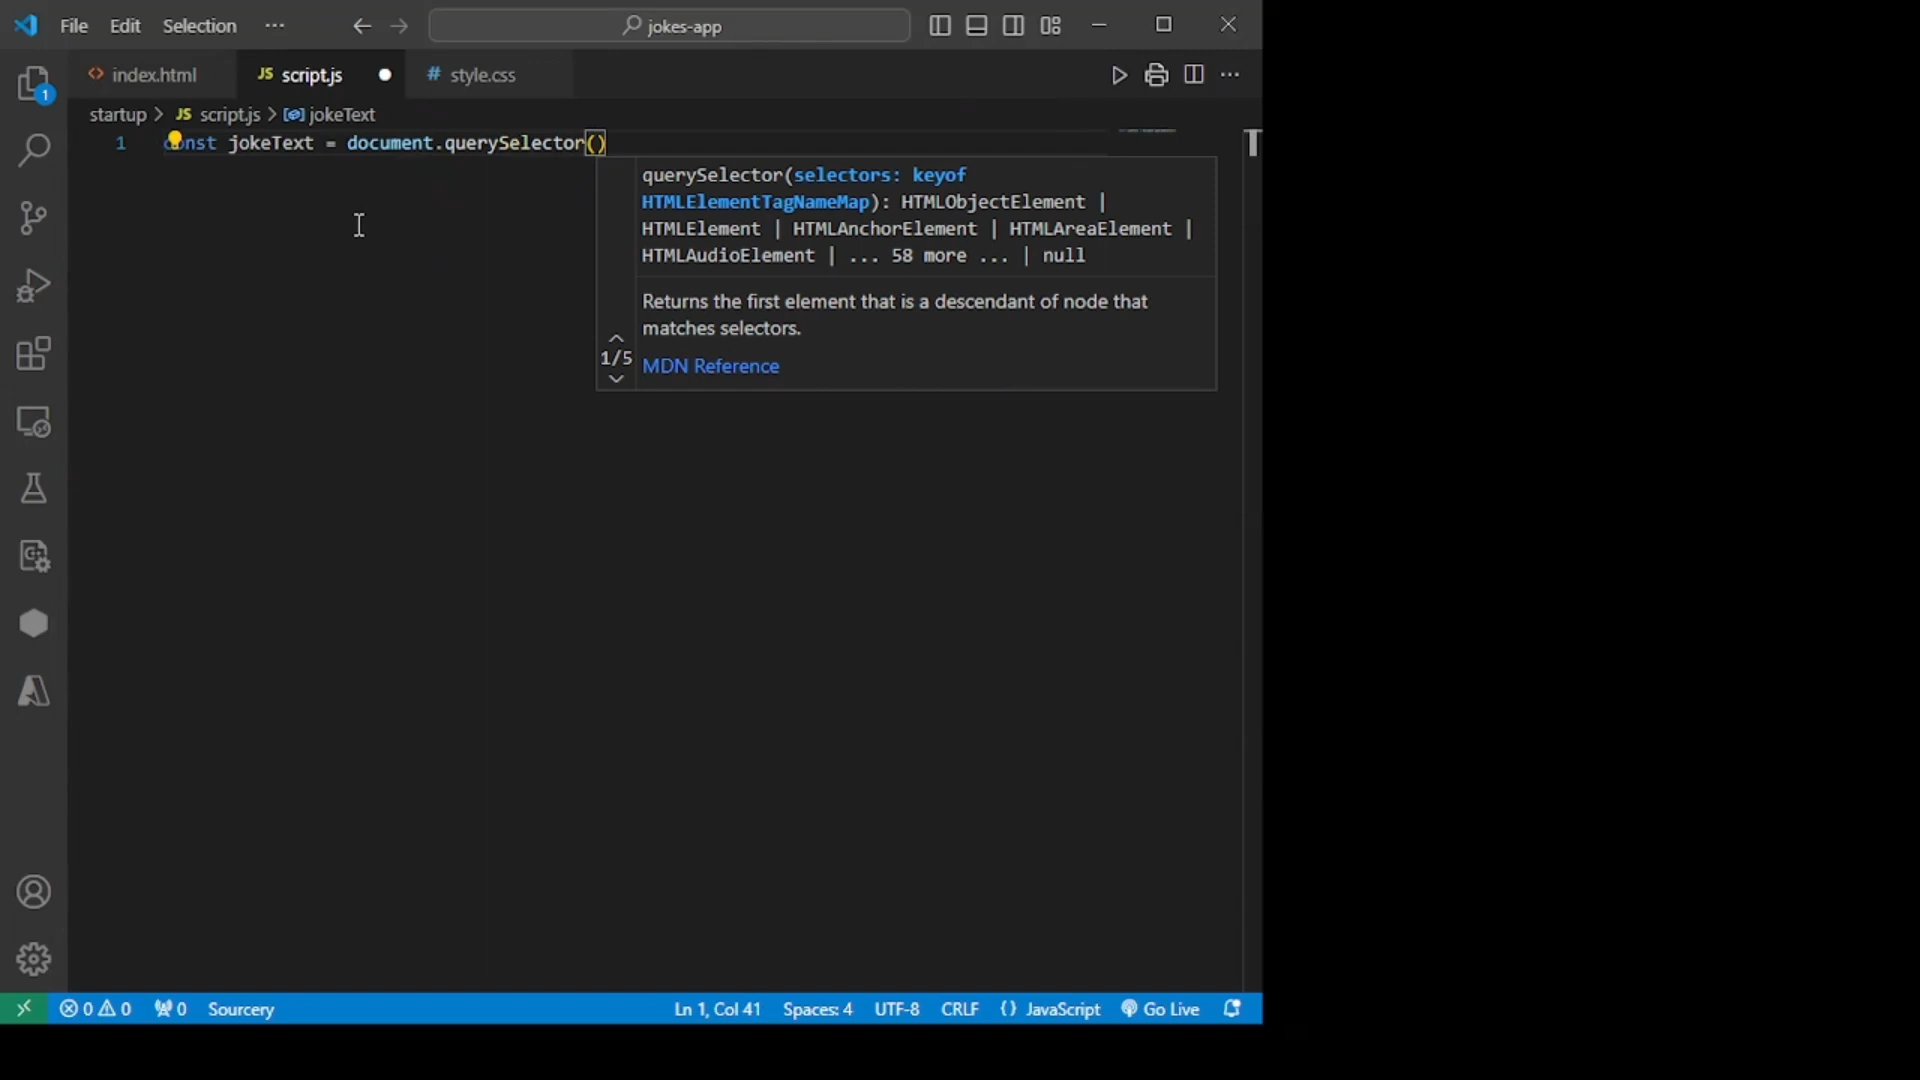 File Edit Selection ··· jokes-app
index.html JS script.js # style.css
startup > JS script.js > jokeText
1 const jokeText = document.querySelector()
querySelector(selectors: keyof
HTMLElementTagNameMap): HTMLObjectElement |
HTMLElement | HTMLAnchorElement | HTMLAreaElement |
HTMLAudioElement | ... 58 more ... | null
Returns the first element that is a descendant of node that
matches selectors.
1/5 MDN Reference
1
0 0 0 Sourcery Ln 1, Col 41 Spaces: 4 UTF-8 CRLF {} JavaScript Go Live